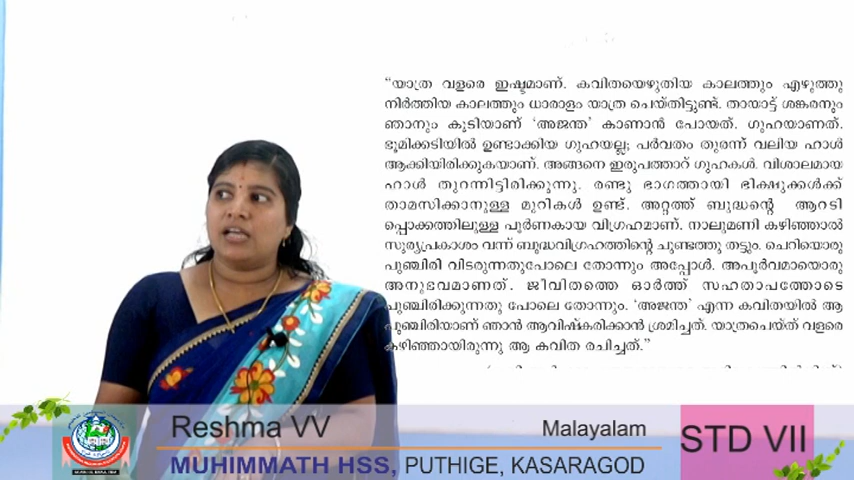 “യാത്ര വളരെ ഇഷ്ടമാണ്. കവിതയെഴുതിയ കാലത്തും എഴുത്തു
നിർത്തിയ കാലത്തും ധാരാളം യാത്ര ചെയ്തിട്ടുണ്ട്. തായാട്ട് ശങ്കരനും
ഞാനും കൂടിയാണ് ‘അജന്ത’ കാണാൻ പോയത്. ഗുഹയാണത്.
ഭൂമിക്കടിയിൽ ഉണ്ടാക്കിയ ഗുഹയല്ല; പർവതം തുരന്ന് വലിയ ഹാൾ
ആക്കിയിരിക്കുകയാണ്. അങ്ങനെ ഇരുപത്താറ് ഗുഹകൾ. വിശാലമായ
ഹാൾ തുറന്നിട്ടിരിക്കുന്നു. രണ്ടു ഭാഗത്തായി ഭിക്ഷുക്കൾക്ക്
താമസിക്കാനുള്ള മുറികൾ ഉണ്ട്. അറ്റത്ത് ബുദ്ധന്റെ ആറടി
പ്പൊക്കത്തിലുള്ള പൂർണകായ വിഗ്രഹമാണ്. നാലുമണി കഴിഞ്ഞാൽ
സൂര്യപ്രകാശം വന്ന് ബുദ്ധവിഗ്രഹത്തിന്റെ ചുണ്ടത്തു തട്ടും. ചെറിയൊരു
പുഞ്ചിരി വിടരുന്നതുപോലെ തോന്നും അപ്പോൾ. അപൂർവമായൊരു
അനുഭവമാണത്. ജീവിതത്തെ ഓർത്ത് സഹതാപത്തോടെ
പുഞ്ചിരിക്കുന്നതു പോലെ തോന്നും. ‘അജന്ത’ എന്ന കവിതയിൽ ആ
പുഞ്ചിരിയാണ് ഞാൻ ആവിഷ്കരിക്കാൻ ശ്രമിച്ചത്. യാത്രചെയ്ത് വളരെ
കഴിഞ്ഞായിരുന്നു ആ കവിത രചിച്ചത്.”
Reshma VV
Malayalam
STD VII
MUHIMMATH HSS, PUTHIGE, KASARAGOD